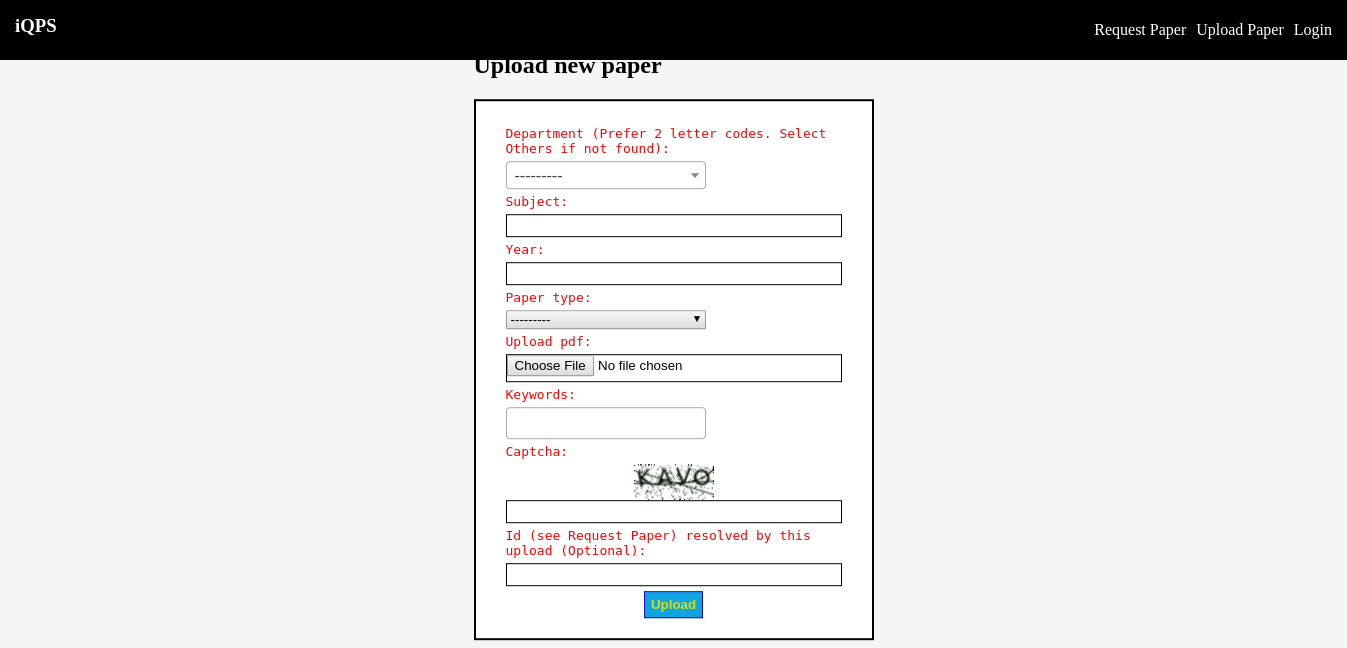 iQPS
Request Paper Upload Paper Login
Upload new paper
Department (Prefer 2 letter codes. Select
Others if not found):
---------
Subject:
Year:
Paper type:
---------
Upload pdf:
Choose File No file chosen
Keywords:
Captcha:
KAVO
Id (see Request Paper) resolved by this
upload (Optional):
Upload